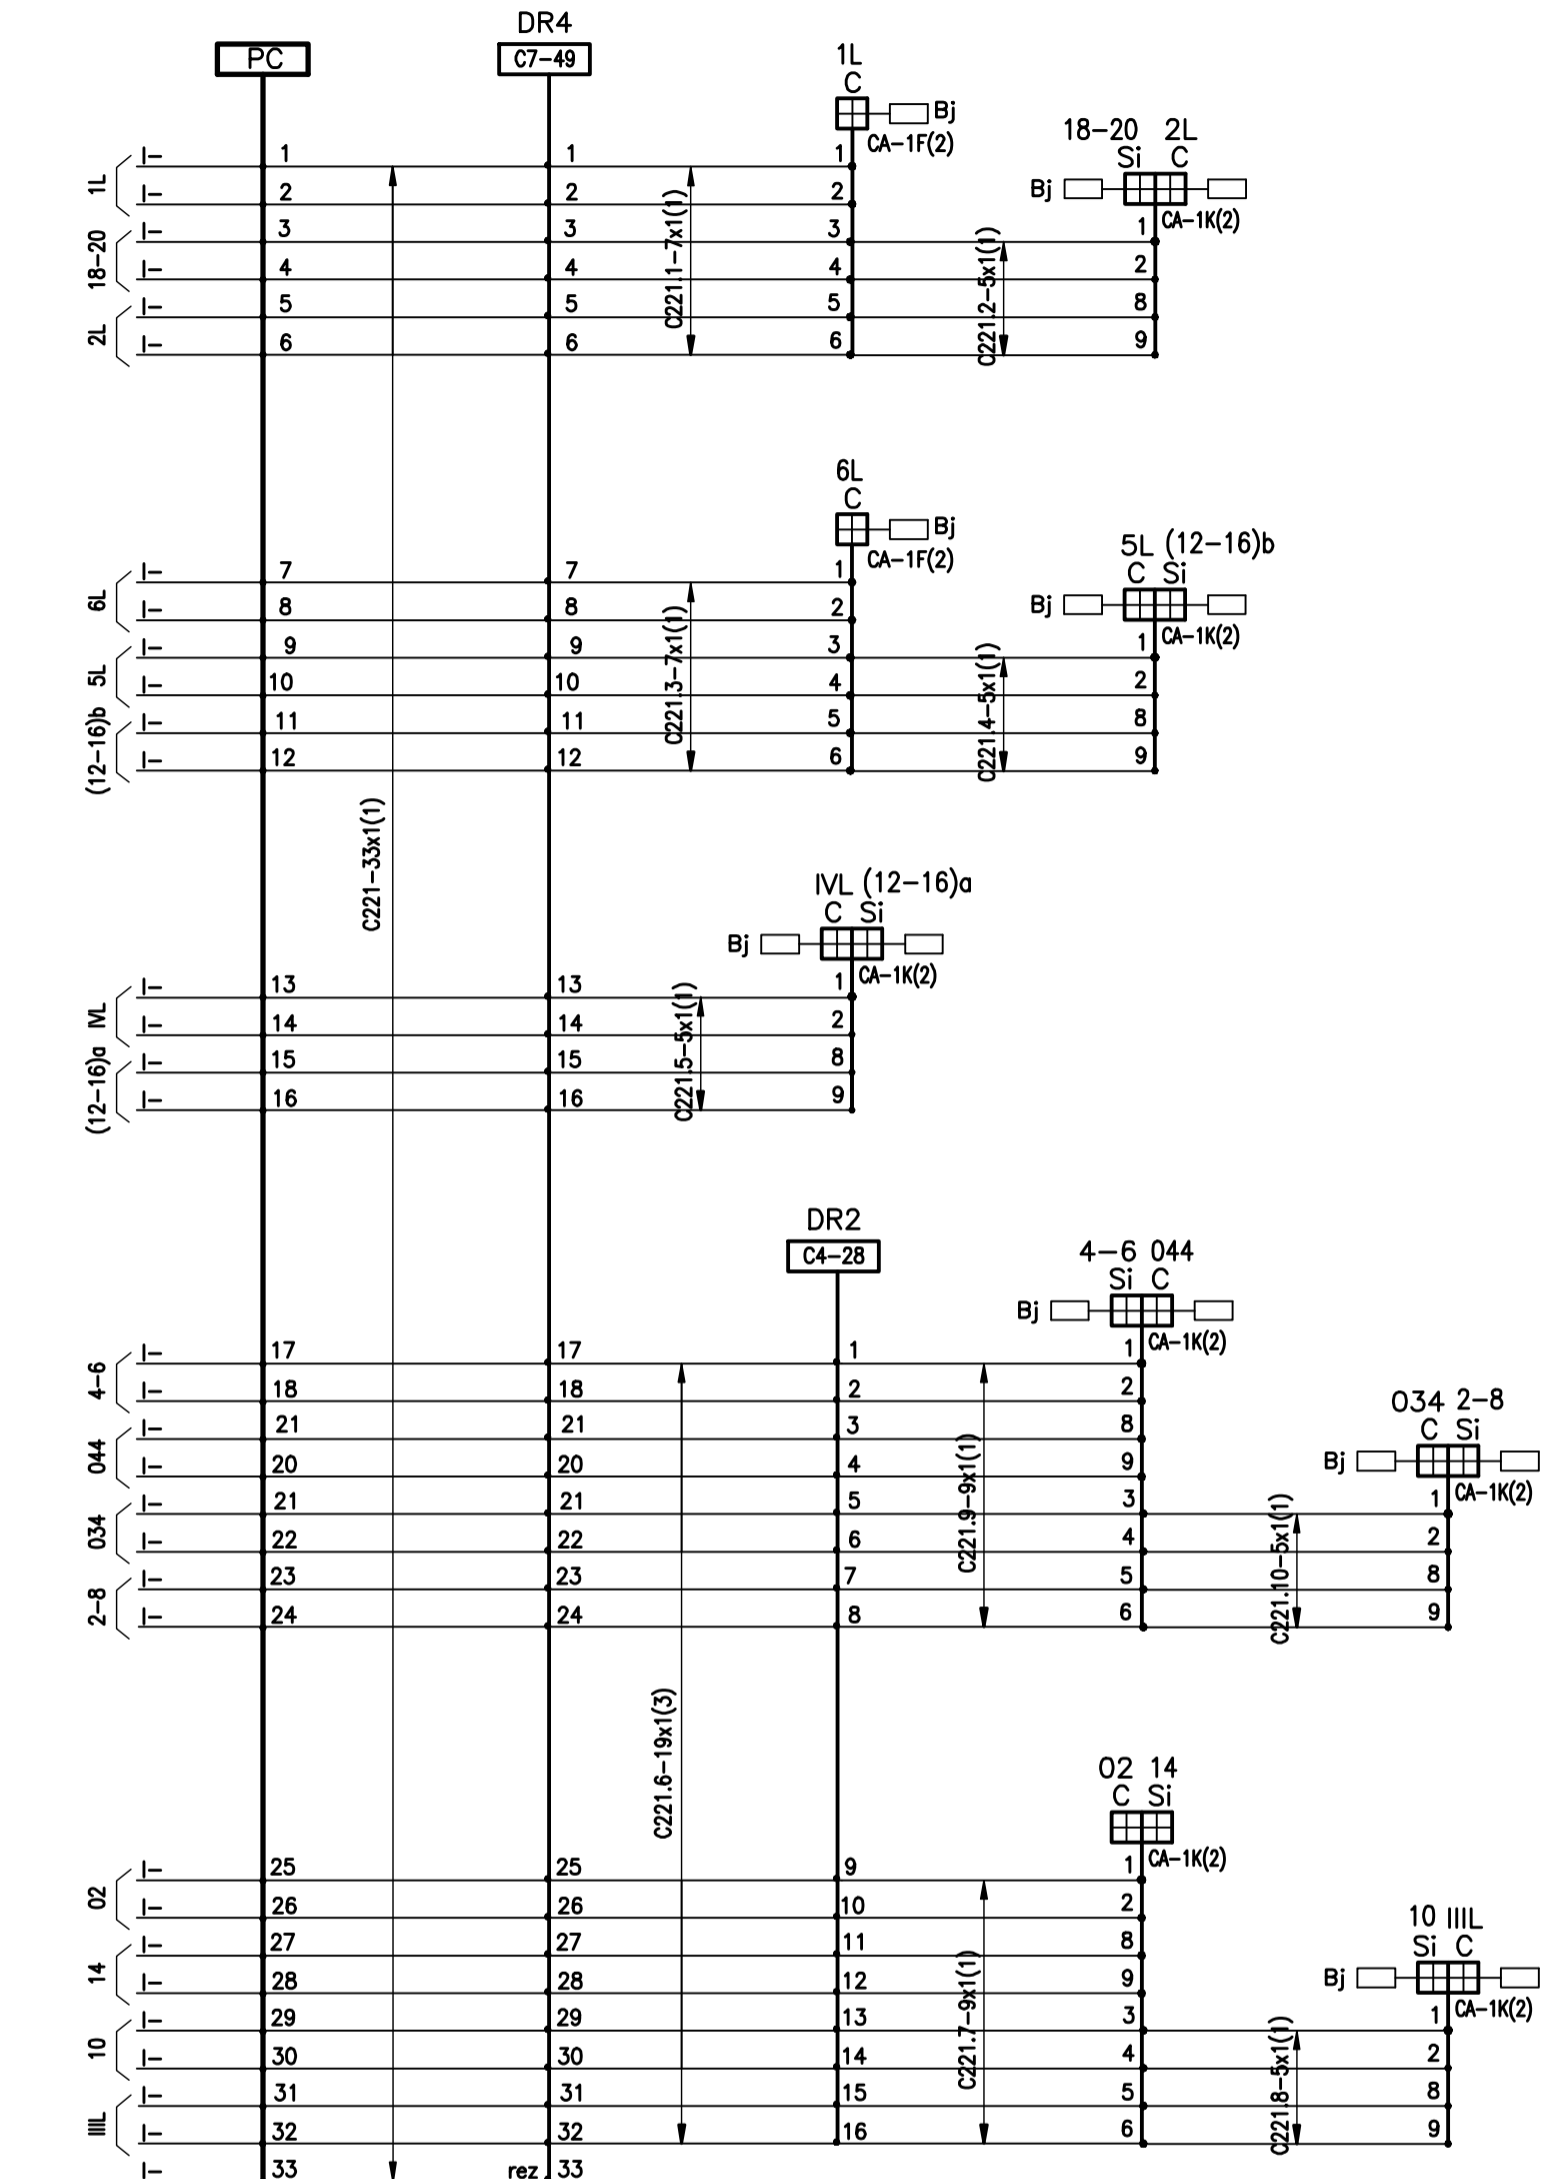 DR4
PC
C7-49
1L
C
Bj
CA-1F(2)
18-20 2L
Si C
Bj
CA-1K(2)
1L
18-20
2L
I- 1 1 1
I- 2 2 2
I- 3 3 3 1
I- 4 4 4 2
I- 5 5 5 8
I- 6 6 6 9
C221.1-7x1(1)
C221.2-5x1(1)
6L
C
Bj
CA-1F(2)
5L (12-16)b
C Si
Bj
CA-1K(2)
6L
5L
(12-16)b
I- 7 7 1
I- 8 8 2
I- 9 9 3 1
I- 10 10 4 2
I- 11 11 5 8
I- 12 12 6 9
C221.3-7x1(1)
C221.4-5x1(1)
C221-33x1(1)
IVL (12-16)a
C Si
Bj
CA-1K(2)
IVL
(12-16)a
I- 13 13 1
I- 14 14 2
I- 15 15 8
I- 16 16 9
C221.5-5x1(1)
DR2
C4-28
4-6 044
Si C
Bj
CA-1K(2)
O34 2-8
C Si
Bj
CA-1K(2)
4-6
044
034
2-8
I- 17 17 1 1
I- 18 18 2 2
I- 21 21 3 8
I- 20 20 4 9
I- 21 21 5 3 1
I- 22 22 6 4 2
I- 23 23 7 5 8
I- 24 24 8 6 9
C221.9-9x1(1)
C221.10-5x1(1)
C221.6-19x1(3)
02 14
C Si
CA-1K(2)
10 IIIL
Si C
Bj
CA-1K(2)
02
14
10
IIIL
I- 25 25 9 1
I- 26 26 10 2
I- 27 27 11 8
I- 28 28 12 9
I- 29 29 13 3 1
I- 30 30 14 4 2
I- 31 31 15 5 8
I- 32 32 16 6 9
I- 33 rez 33
C221.7-9x1(1)
C221.8-5x1(1)